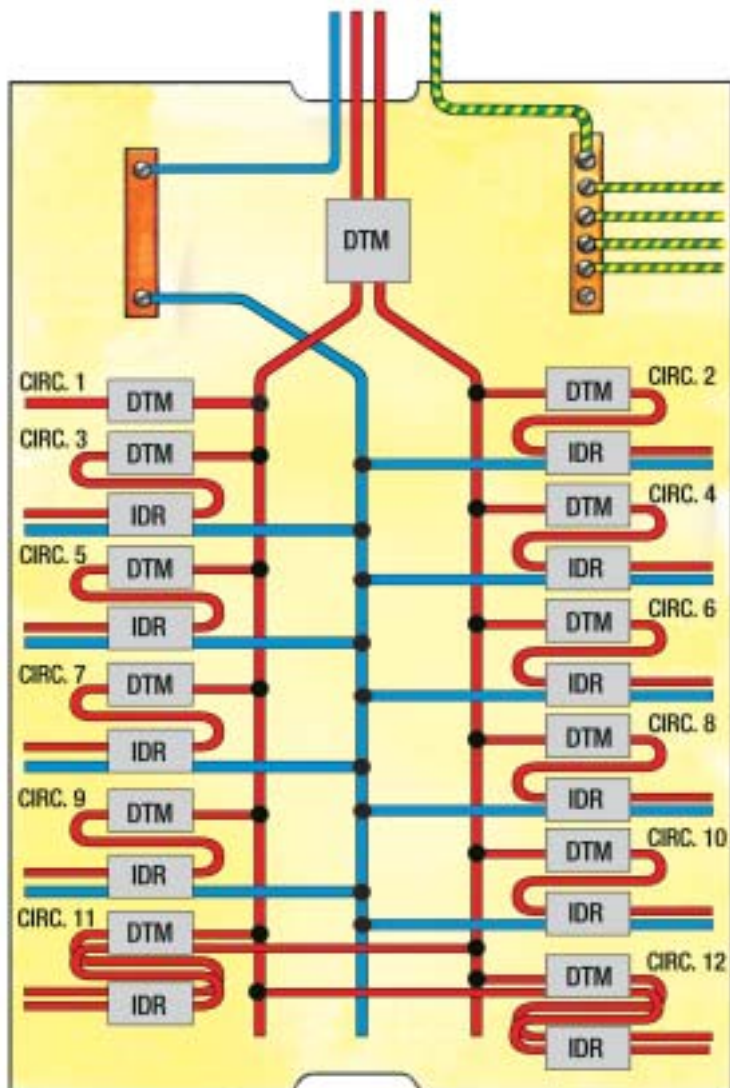 DTM
CIRC. 1
DTM
CIRC. 3
DTM
IDR
CIRC. 5
DTM
IDR
CIRC. 7
DTM
IDR
CIRC. 9
DTM
IDR
CIRC. 11
DTM
IDR
CIRC. 2
DTM
IDR
CIRC. 4
DTM
IDR
CIRC. 6
DTM
IDR
CIRC. 8
DTM
IDR
CIRC. 10
DTM
IDR
CIRC. 12
DTM
IDR